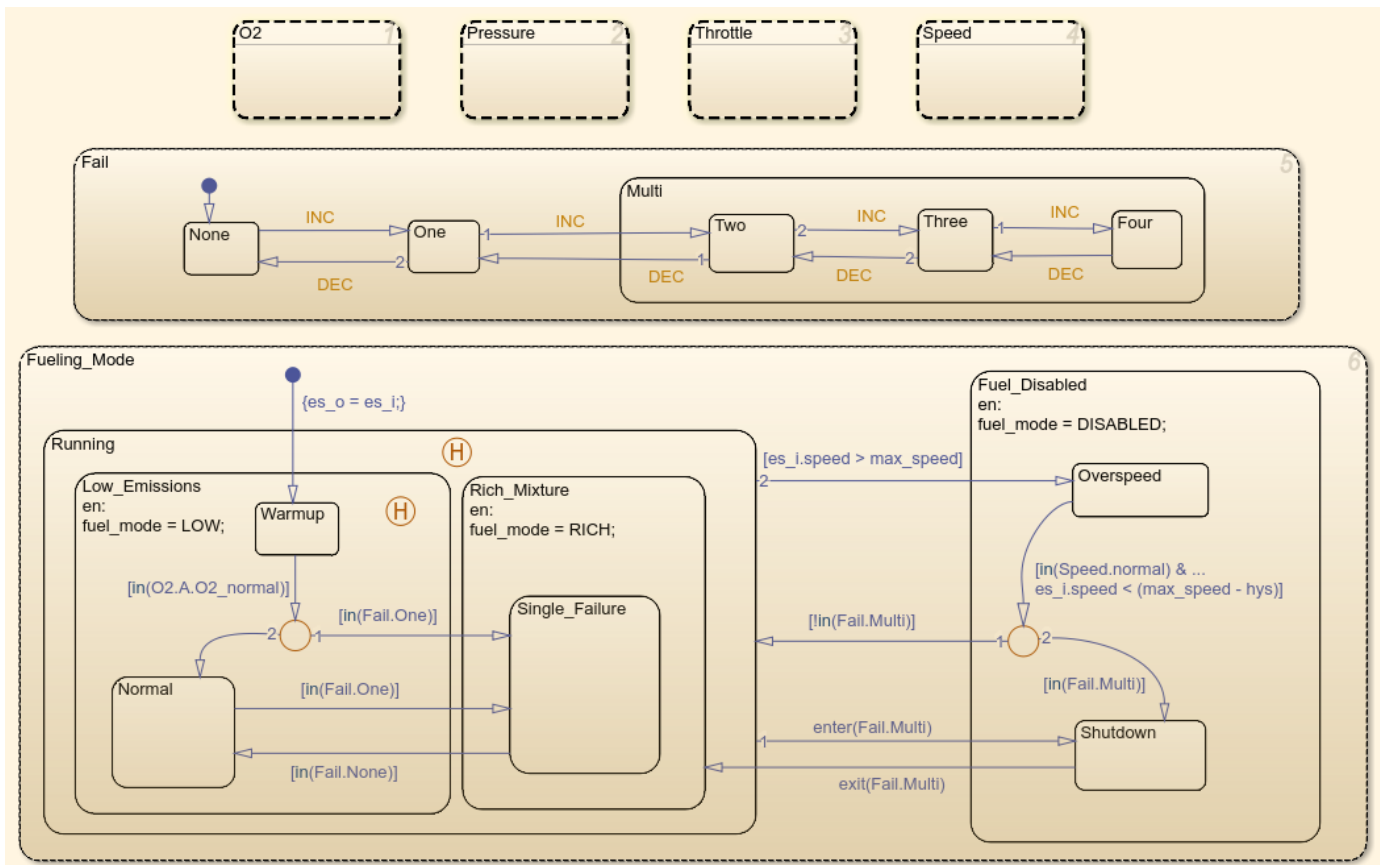 O2
1
Pressure
2
Throttle
3
Speed
4
Fail
5
None
INC
DEC
One
1
2
INC
DEC
Multi
Two
2
1
INC
DEC
Three
1
2
INC
DEC
Four
Fueling_Mode
6
{es_o = es_i;}
Running
H
Low_Emissions
en:
fuel_mode = LOW;
H
Warmup
[in(O2.A.O2_normal)]
2
1
[in(Fail.One)]
Normal
[in(Fail.One)]
[in(Fail.None)]
Rich_Mixture
en:
fuel_mode = RICH;
Single_Failure
[es_i.speed > max_speed]
2
[!in(Fail.Multi)]
1
enter(Fail.Multi)
exit(Fail.Multi)
Fuel_Disabled
en:
fuel_mode = DISABLED;
Overspeed
[in(Speed.normal) & ...
es_i.speed < (max_speed - hys)]
1
2
[in(Fail.Multi)]
Shutdown